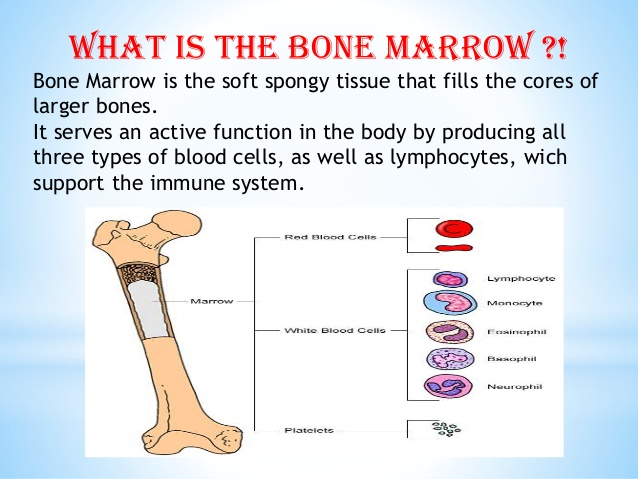 WHAT IS THE BONE MARROW ?!
Bone Marrow is the soft spongy tissue that fills the cores of
larger bones.
It serves an active function in the body by producing all
three types of blood cells, as well as lymphocytes, wich
support the immune system.
Red Blood Cells
Lymphocyte
Marrow
Monocyte
White Blood Cells
Eosinophil
Basophil
Neurophil
Platelets